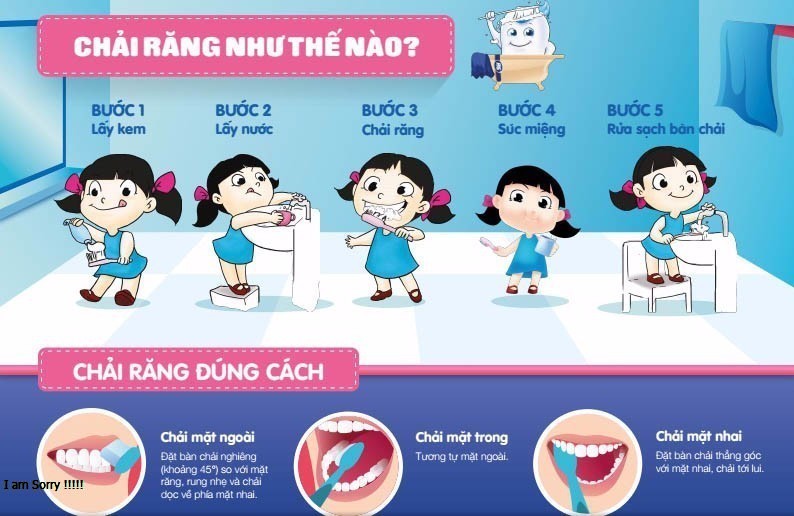 CHẢI RĂNG NHƯ THẾ NÀO?
BƯỚC 1
Lấy kem
BƯỚC 2
Lấy nước
BƯỚC 3
Chải răng
BƯỚC 4
Súc miệng
BƯỚC 5
Rửa sạch bàn chải
CHẢI RĂNG ĐÚNG CÁCH
Chải mặt ngoài
Đặt bàn chải nghiêng
(khoảng 45º) so với mặt
răng, rung nhẹ và chải
dọc về phía mặt nhai.
Chải mặt trong
Tương tự mặt ngoài.
Chải mặt nhai
Đặt bàn chải thẳng góc
với mặt nhai, chải tới lui.
I am Sorry !!!!!